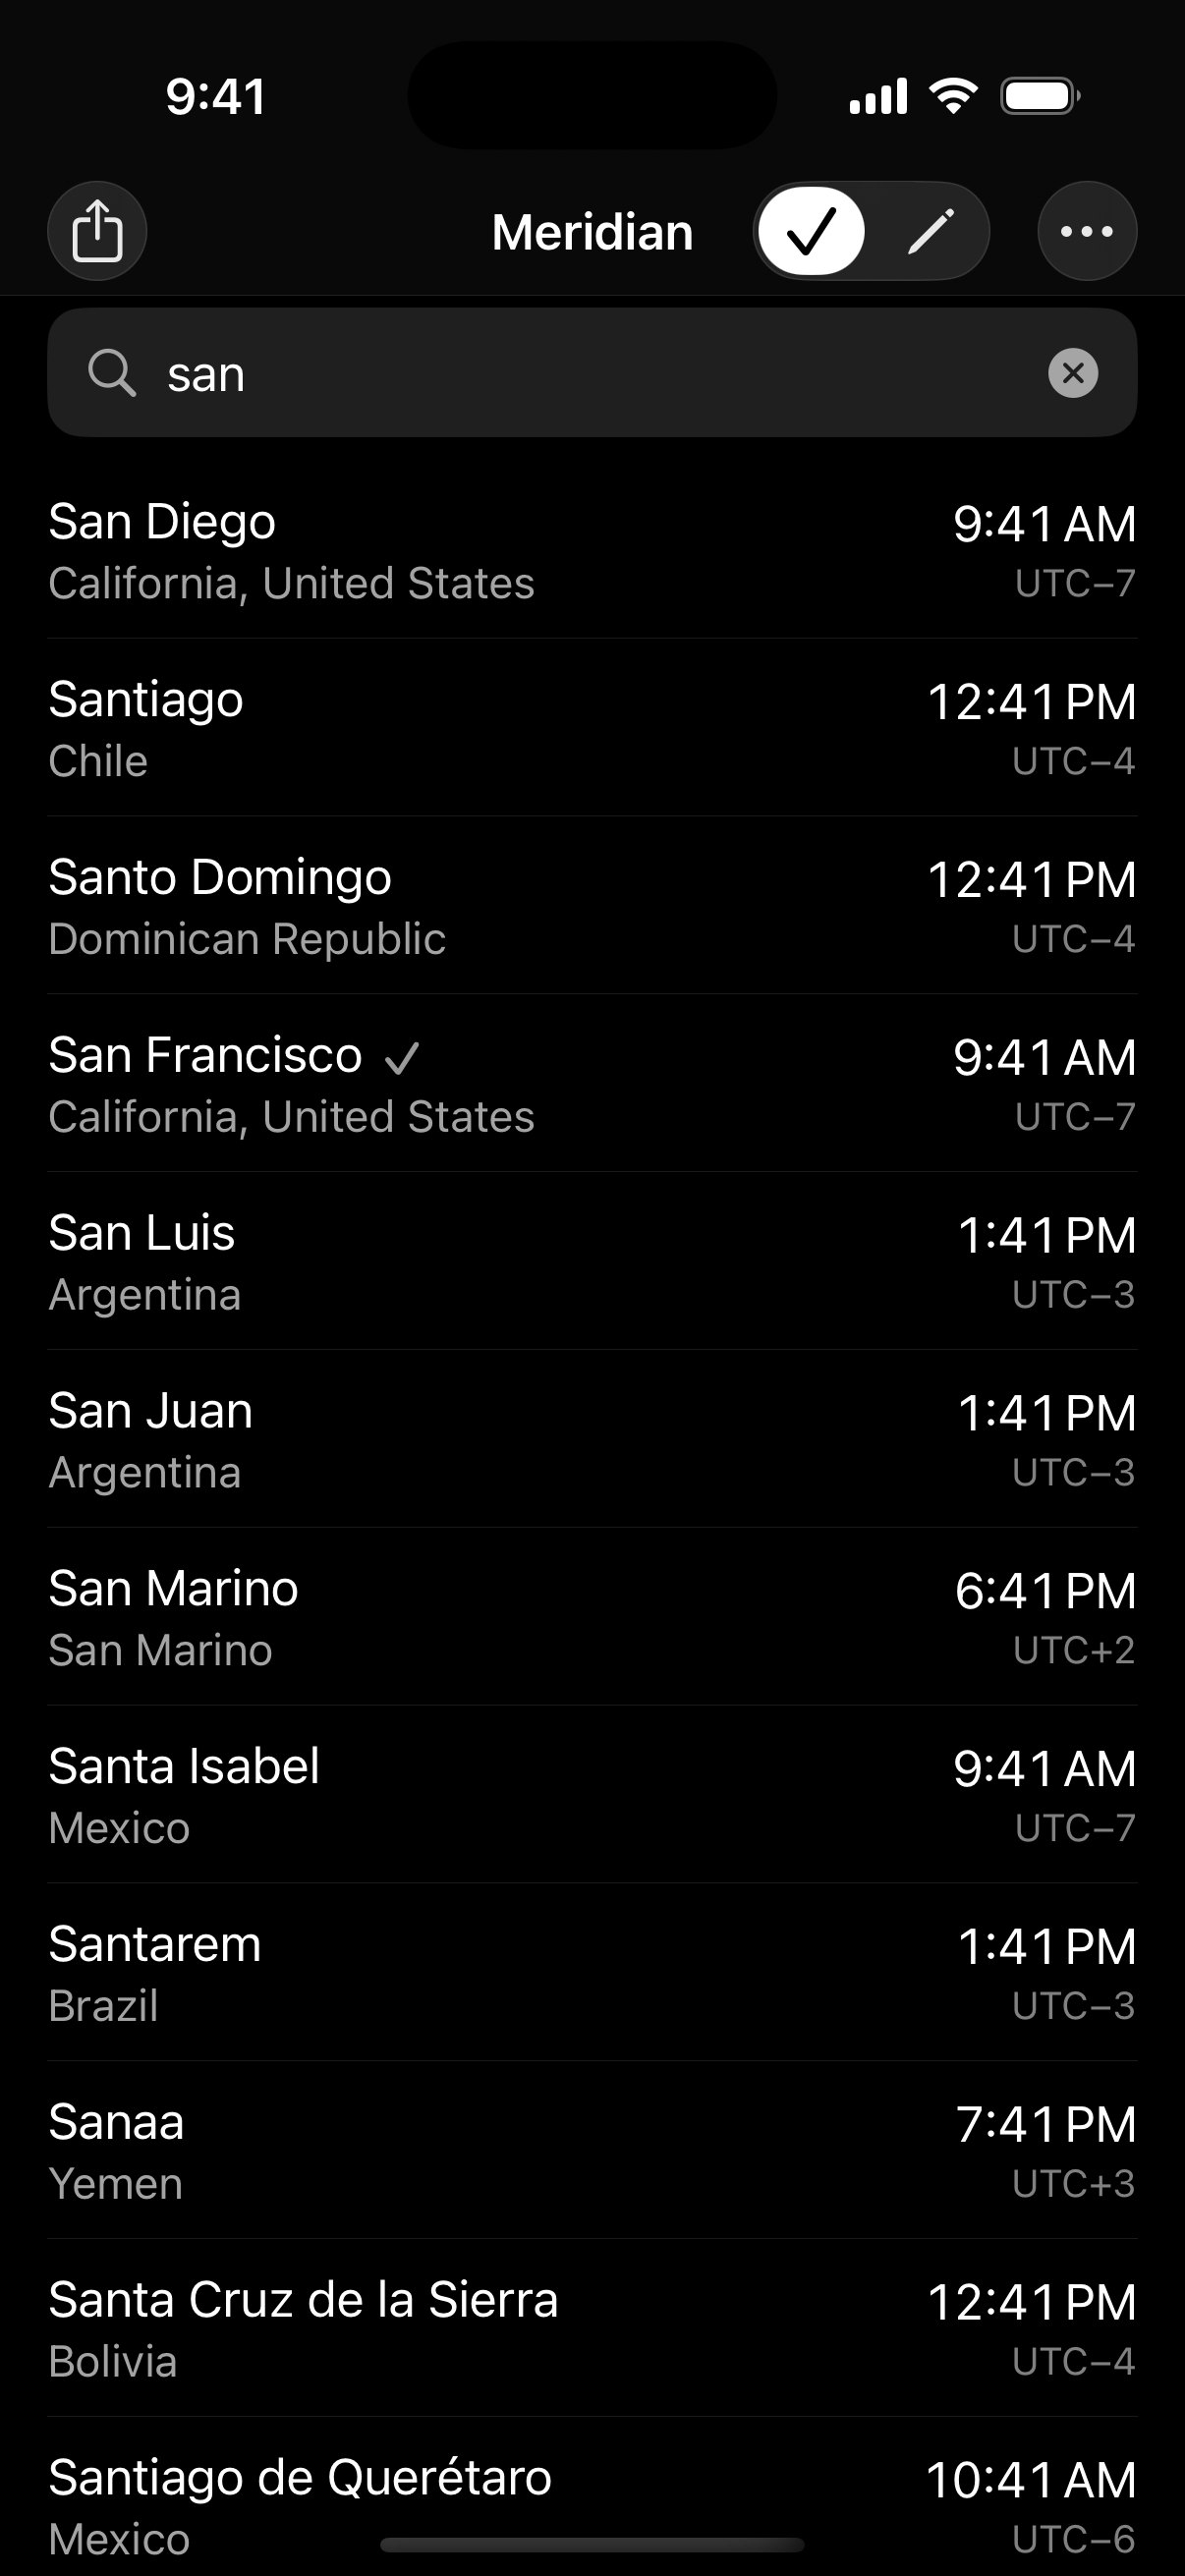 9:41
Meridian
san
San Diego
9:41 AM
California, United States
UTC−7
Santiago
12:41 PM
Chile
UTC−4
Santo Domingo
12:41 PM
Dominican Republic
UTC−4
San Francisco ✓
9:41 AM
California, United States
UTC−7
San Luis
1:41 PM
Argentina
UTC−3
San Juan
1:41 PM
Argentina
UTC−3
San Marino
6:41 PM
San Marino
UTC+2
Santa Isabel
9:41 AM
Mexico
UTC−7
Santarem
1:41 PM
Brazil
UTC−3
Sanaa
7:41 PM
Yemen
UTC+3
Santa Cruz de la Sierra
12:41 PM
Bolivia
UTC−4
Santiago de Querétaro
10:41 AM
Mexico
UTC−6